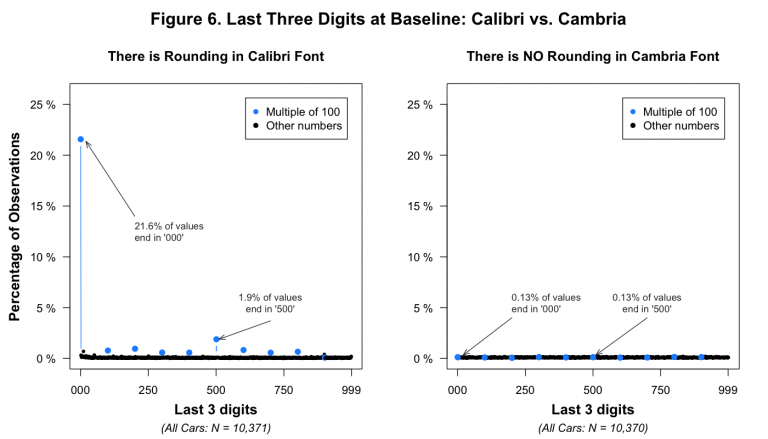 Figure 6. Last Three Digits at Baseline: Calibri vs. Cambria
There is Rounding in Calibri Font
Percentage of Observations
25 %
20 %
15 %
10 %
5 %
0 %
Multiple of 100
Other numbers
21.6% of values
end in '000'
1.9% of values
end in '500'
000
250
500
750
999
Last 3 digits
(All Cars: N = 10,371)
There is NO Rounding in Cambria Font
25 %
20 %
15 %
10 %
5 %
0 %
Multiple of 100
Other numbers
0.13% of values
end in '000'
0.13% of values
end in '500'
000
250
500
750
999
Last 3 digits
(All Cars: N = 10,370)